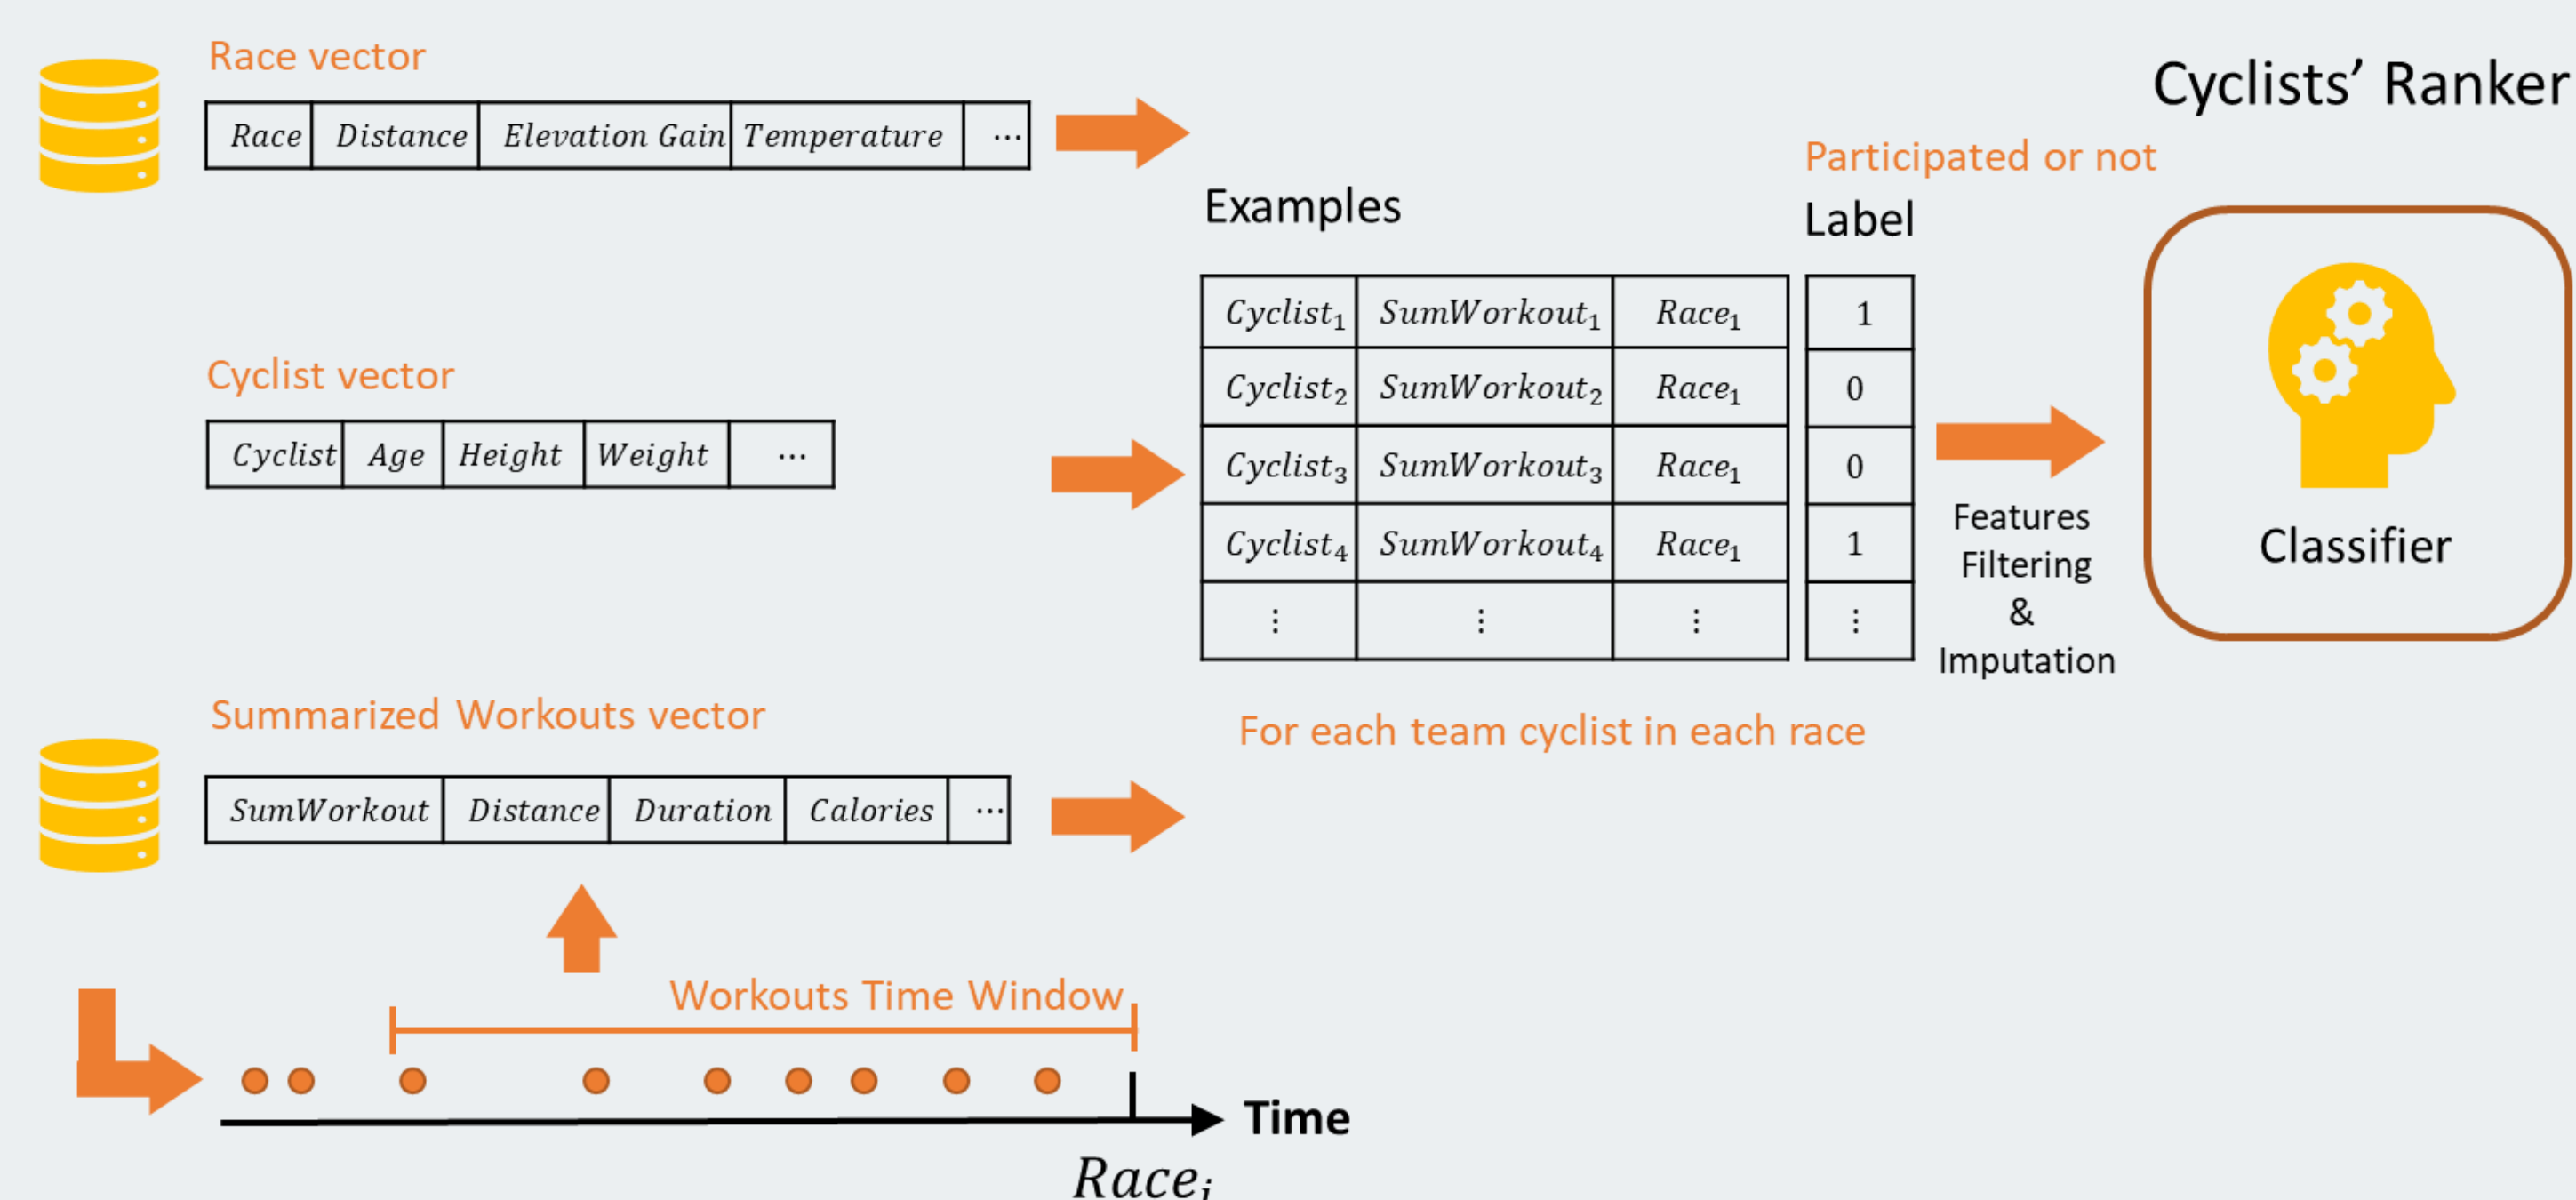 Race vector
Race Distance Elevation Gain Temperature ⋯
Cyclists’ Ranker
Participated or not
Examples
Label
Cyclist₁ SumWorkout₁ Race₁ 1
Cyclist₂ SumWorkout₂ Race₁ 0
Cyclist₃ SumWorkout₃ Race₁ 0
Cyclist₄ SumWorkout₄ Race₁ 1
⋮ ⋮ ⋮ ⋮
Cyclist vector
Cyclist Age Height Weight ⋯
Features
Filtering
&
Imputation
Classifier
For each team cyclist in each race
Summarized Workouts vector
SumWorkout Distance Duration Calories ⋯
Workouts Time Window
Time
Raceᵢ